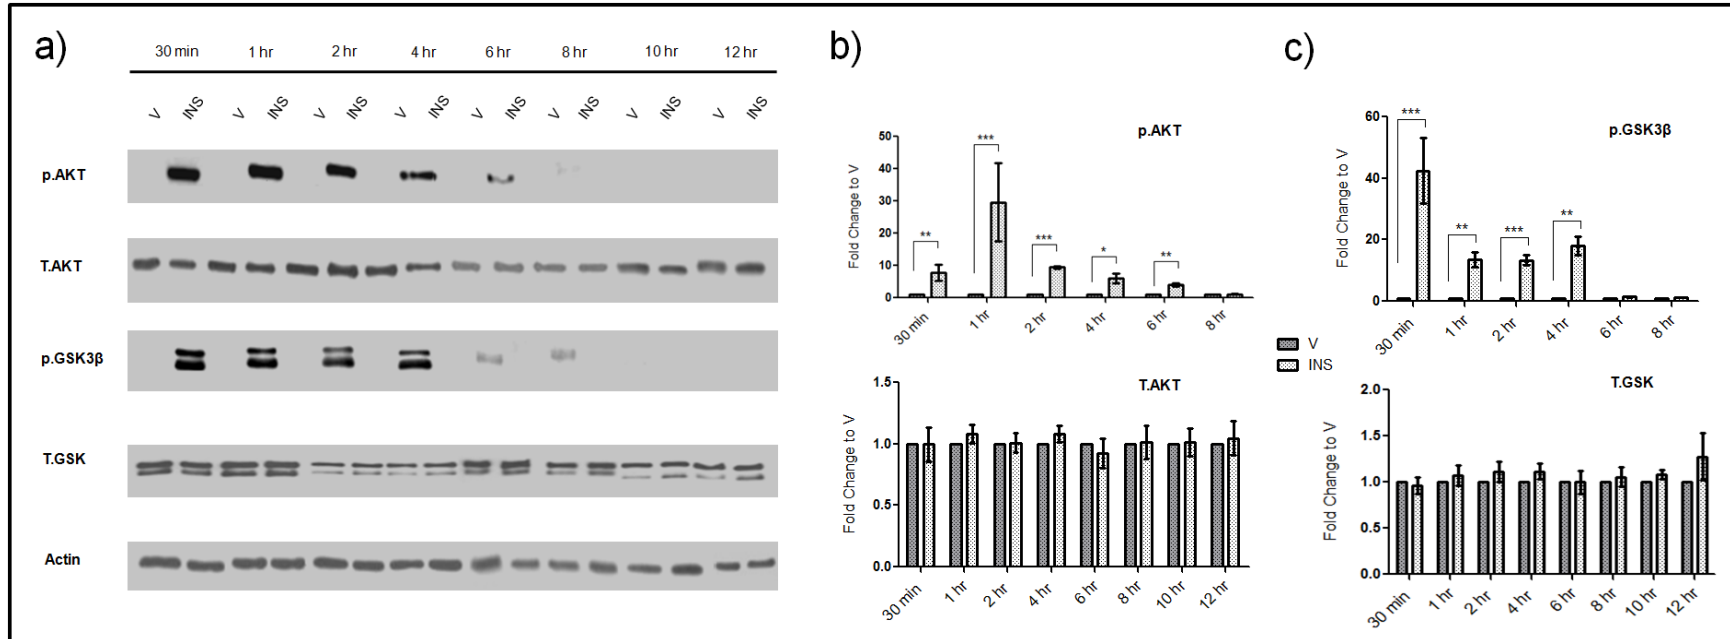 a)
30 min 1 hr 2 hr 4 hr 6 hr 8 hr 10 hr 12 hr
V INS V INS V INS V INS V INS V INS V INS V INS
p.AKT
T.AKT
p.GSK3β
T.GSK
Actin
b)
p.AKT
Fold Change to V
50
40
30
20
10
0
** *** *** * **
30 min 1 hr 2 hr 4 hr 6 hr 8 hr
T.AKT
Fold Change to V
1.5
1.0
0.5
0.0
30 min 1 hr 2 hr 4 hr 6 hr 8 hr 10 hr 12 hr
V
INS
c)
p.GSK3β
Fold Change to V
60
40
20
0
*** ** *** **
30 min 1 hr 2 hr 4 hr 6 hr 8 hr
T.GSK
Fold Change to V
2.0
1.5
1.0
0.5
0.0
30 min 1 hr 2 hr 4 hr 6 hr 8 hr 10 hr 12 hr